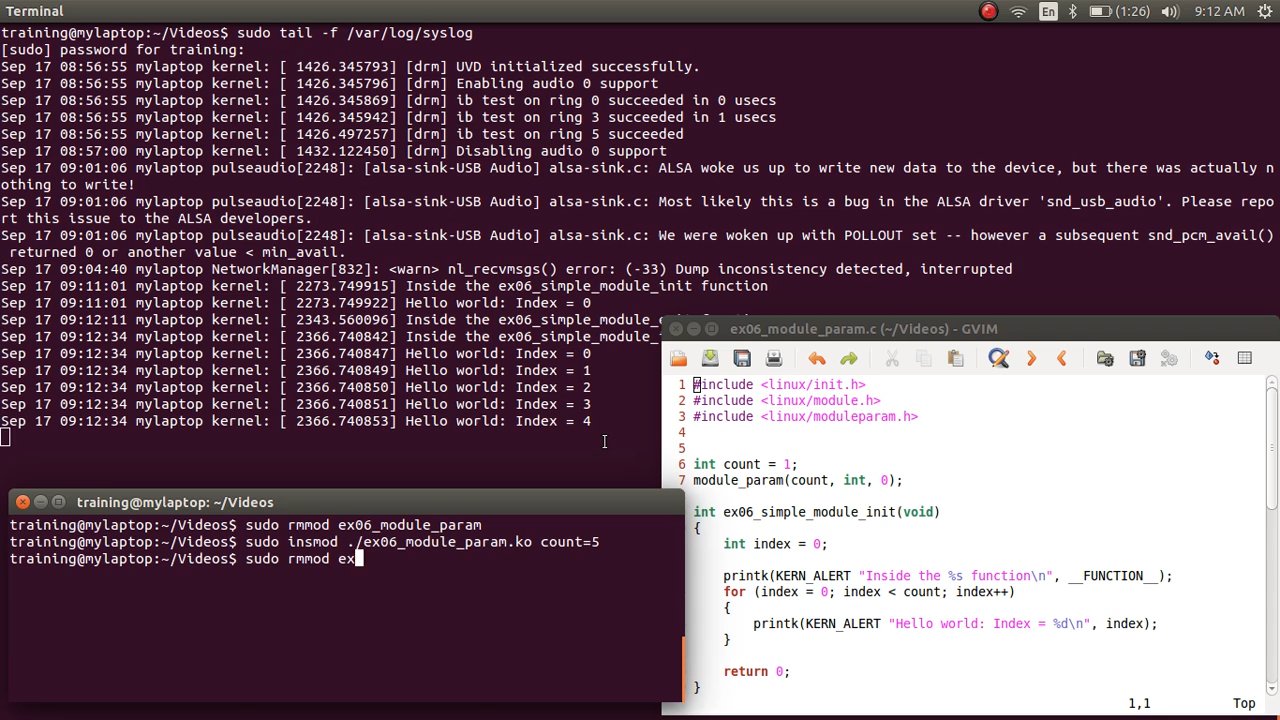 Terminal
En
(1:26)
9:12 AM
training@mylaptop:~/Videos$ sudo tail -f /var/log/syslog
[sudo] password for training:
Sep 17 08:56:55 mylaptop kernel: [ 1426.345793] [drm] UVD initialized successfully.
Sep 17 08:56:55 mylaptop kernel: [ 1426.345796] [drm] Enabling audio 0 support
Sep 17 08:56:55 mylaptop kernel: [ 1426.345869] [drm] ib test on ring 0 succeeded in 0 usecs
Sep 17 08:56:55 mylaptop kernel: [ 1426.345942] [drm] ib test on ring 3 succeeded in 1 usecs
Sep 17 08:56:55 mylaptop kernel: [ 1426.497257] [drm] ib test on ring 5 succeeded
Sep 17 08:57:00 mylaptop kernel: [ 1432.122450] [drm] Disabling audio 0 support
Sep 17 09:01:06 mylaptop pulseaudio[2248]: [alsa-sink-USB Audio] alsa-sink.c: ALSA woke us up to write new data to the device, but there was actually n
othing to write!
Sep 17 09:01:06 mylaptop pulseaudio[2248]: [alsa-sink-USB Audio] alsa-sink.c: Most likely this is a bug in the ALSA driver 'snd_usb_audio'. Please repo
rt this issue to the ALSA developers.
Sep 17 09:01:06 mylaptop pulseaudio[2248]: [alsa-sink-USB Audio] alsa-sink.c: We were woken up with POLLOUT set -- however a subsequent snd_pcm_avail()
returned 0 or another value < min_avail.
Sep 17 09:04:40 mylaptop NetworkManager[832]: <warn> nl_recvmsgs() error: (-33) Dump inconsistency detected, interrupted
Sep 17 09:11:01 mylaptop kernel: [ 2273.749915] Inside the ex06_simple_module_init function
Sep 17 09:11:01 mylaptop kernel: [ 2273.749922] Hello world: Index = 0
Sep 17 09:12:11 mylaptop kernel: [ 2343.560096] Inside the ex06_simple_module_
Sep 17 09:12:34 mylaptop kernel: [ 2366.740842] Inside the ex06_simple_module_
Sep 17 09:12:34 mylaptop kernel: [ 2366.740847] Hello world: Index = 0
Sep 17 09:12:34 mylaptop kernel: [ 2366.740849] Hello world: Index = 1
Sep 17 09:12:34 mylaptop kernel: [ 2366.740850] Hello world: Index = 2
Sep 17 09:12:34 mylaptop kernel: [ 2366.740851] Hello world: Index = 3
Sep 17 09:12:34 mylaptop kernel: [ 2366.740853] Hello world: Index = 4
ex06_module_param.c (~/Videos) - GVIM
1 #include <linux/init.h>
2 #include <linux/module.h>
3 #include <linux/moduleparam.h>
4
5
6 int count = 1;
7 module_param(count, int, 0);
int ex06_simple_module_init(void)
{
int index = 0;
printk(KERN_ALERT "Inside the %s function\n", __FUNCTION__);
for (index = 0; index < count; index++)
{
printk(KERN_ALERT "Hello world: Index = %d\n", index);
}
return 0;
}
1,1
Top
training@mylaptop: ~/Videos
training@mylaptop:~/Videos$ sudo rmmod ex06_module_param
training@mylaptop:~/Videos$ sudo insmod ./ex06_module_param.ko count=5
training@mylaptop:~/Videos$ sudo rmmod ex